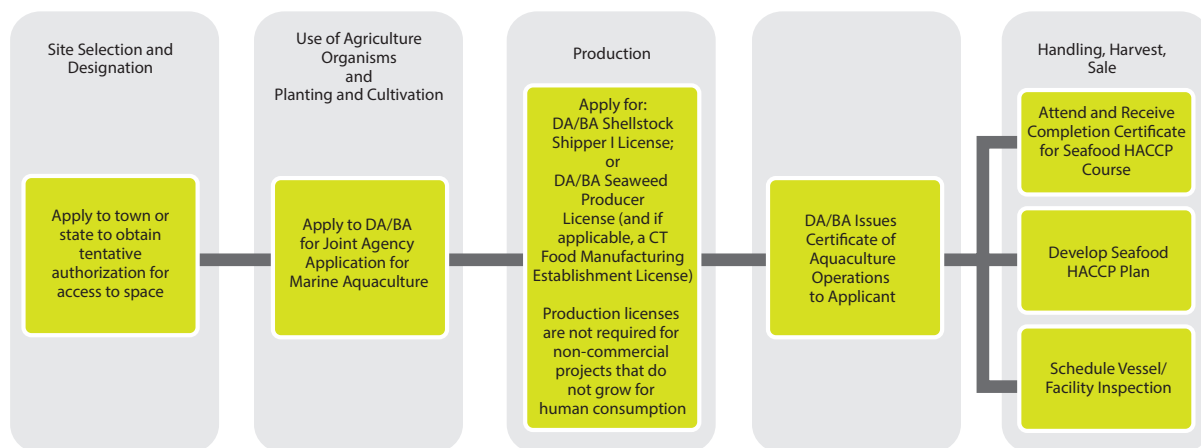 Site Selection and
Designation
Apply to town or
state to obtain
tentative
authorization for
access to space
Use of Agriculture
Organisms
and
Planting and Cultivation
Apply to DA/BA
for Joint Agency
Application for
Marine Aquaculture
Production
Apply for:
DA/BA Shellstock
Shipper I License;
or
DA/BA Seaweed
Producer
License (and if
applicable, a CT
Food Manufacturing
Establishment License)
Production licenses
are not required for
non-commercial
projects that do
not grow for
human consumption
DA/BA Issues
Certificate of
Aquaculture
Operations
to Applicant
Handling, Harvest,
Sale
Attend and Receive
Completion Certificate
for Seafood HACCP
Course
Develop Seafood
HACCP Plan
Schedule Vessel/
Facility Inspection